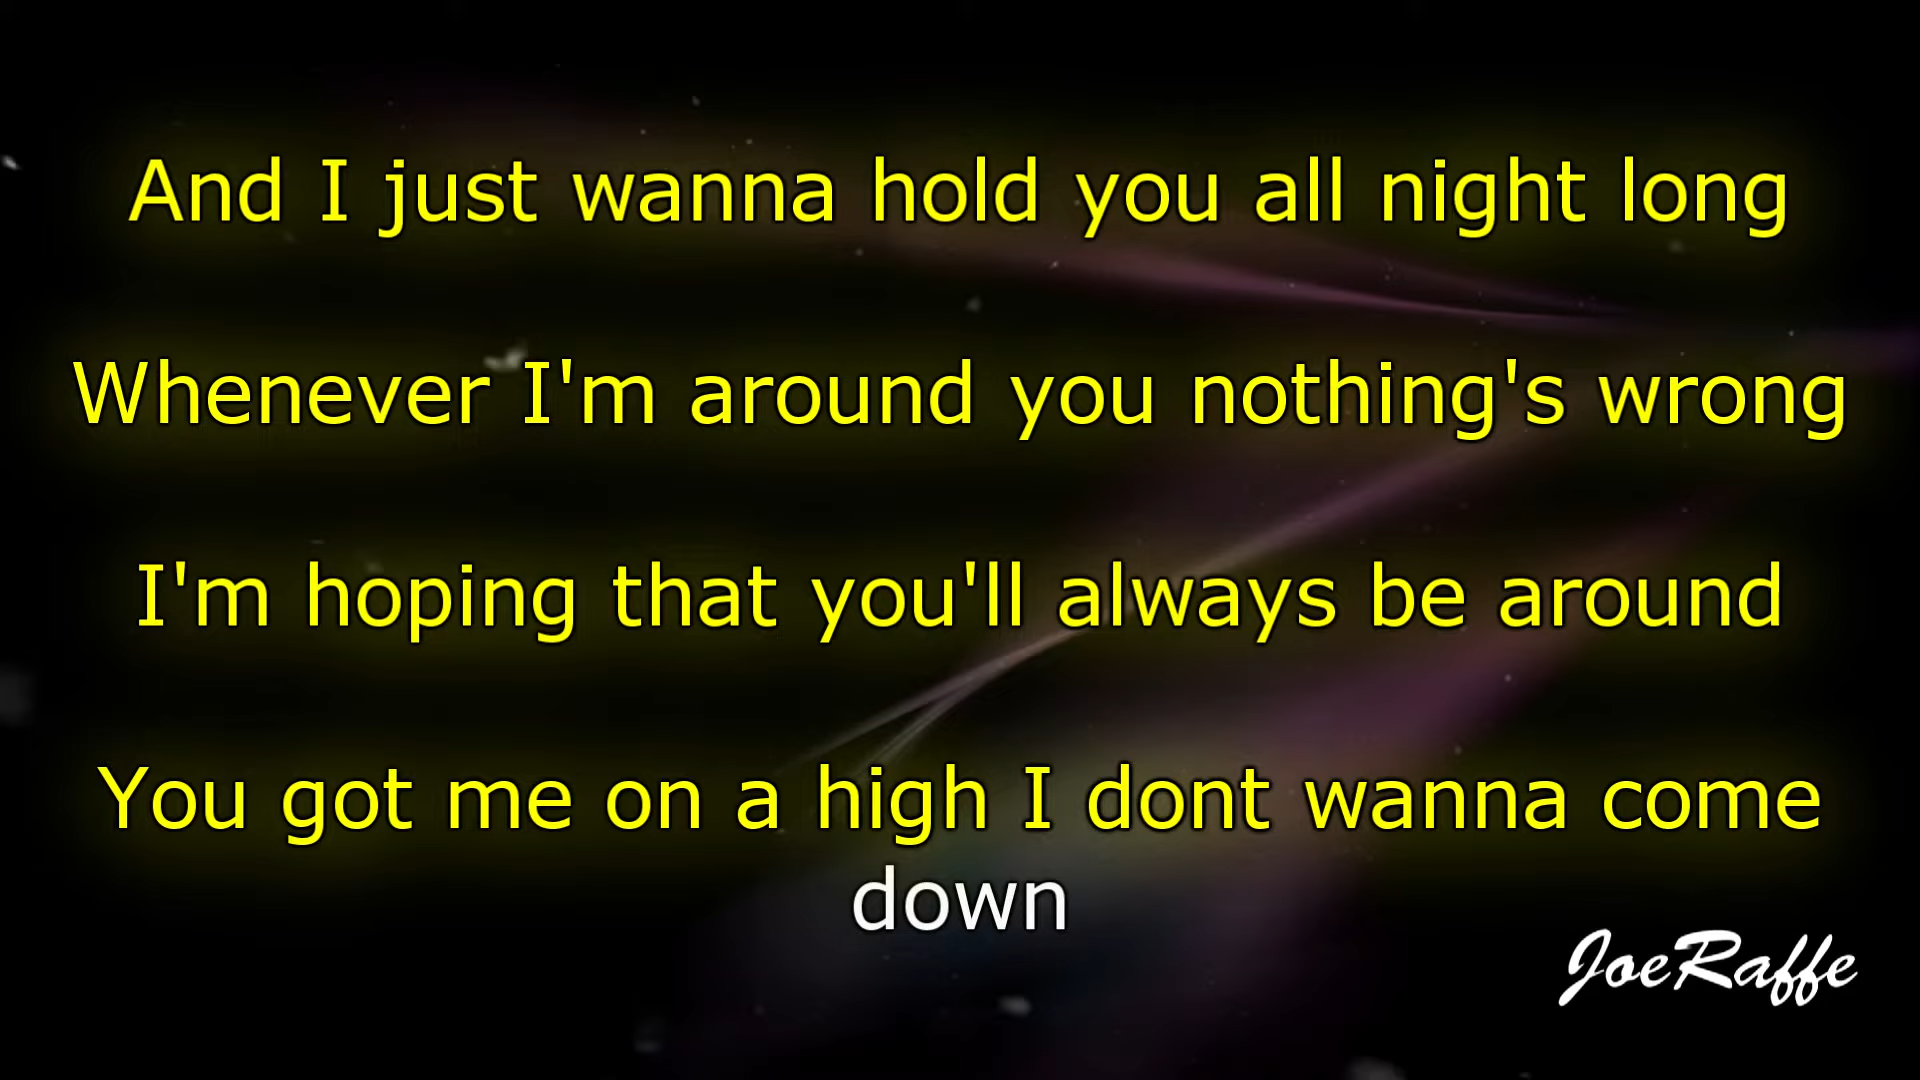 And I just wanna hold you all night long
Whenever I'm around you nothing's wrong
I'm hoping that you'll always be around
You got me on a high I dont wanna come
down
JoeRaffe